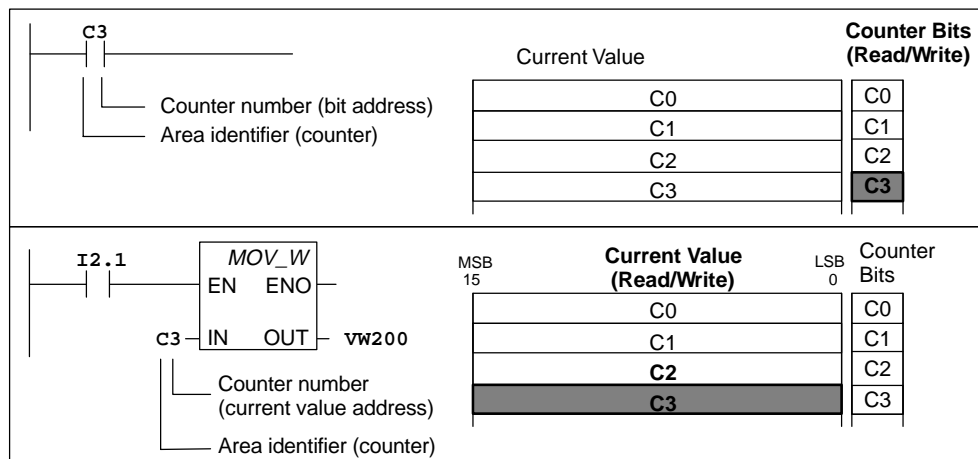 C3
Counter number (bit address)
Area identifier (counter)
Current Value
Counter Bits
(Read/Write)
C0
C0
C1
C1
C2
C2
C3
C3
I2.1
MOV_W
EN ENO
C3 IN OUT VW200
Counter number
(current value address)
Area identifier (counter)
MSB
15
Current Value
(Read/Write)
LSB
0
Counter
Bits
C0
C0
C1
C1
C2
C2
C3
C3